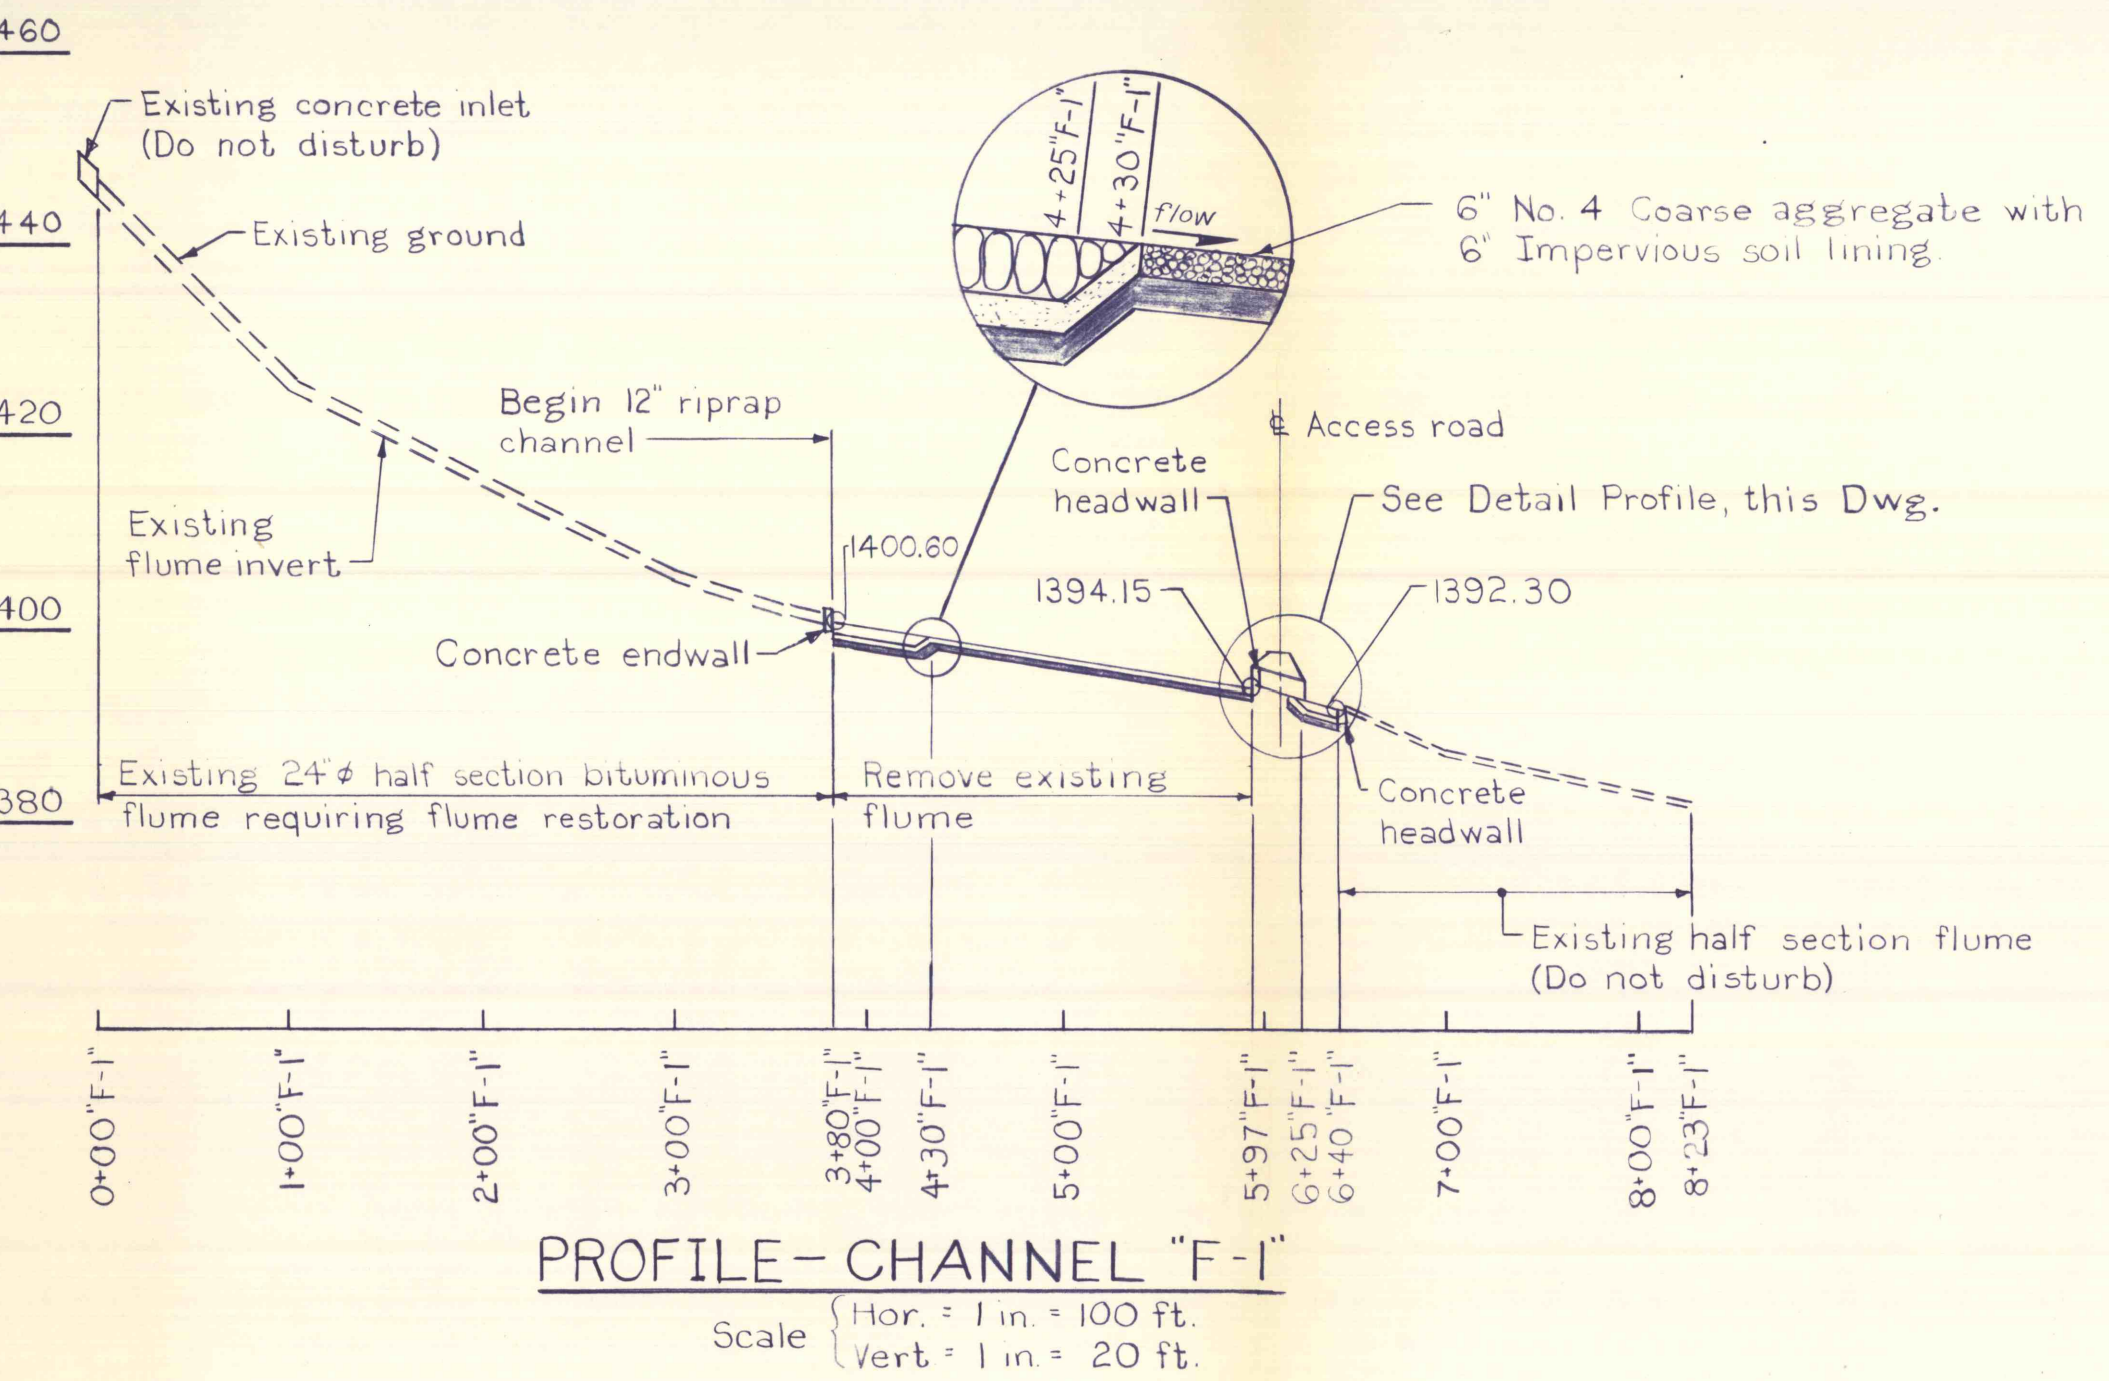 460
Existing concrete inlet
(Do not disturb)
440
Existing ground
4+25"F-1"
4+30"F-1"
flow
6" No. 4 Coarse aggregate with
6" Impervious soil lining.
420
Begin 12" riprap
channel
℄ Access road
Concrete
headwall
See Detail Profile, this Dwg.
Existing
flume invert
1400.60
1394.15
1392.30
400
Concrete endwall
Existing 24"ϕ half section bituminous
flume requiring flume restoration
Remove existing
flume
380
Concrete
headwall
Existing half section flume
(Do not disturb)
0+00"F-1"
1+00"F-1"
2+00"F-1"
3+00"F-1"
3+80"F-1"
4+00"F-1"
4+30"F-1"
5+00"F-1"
5+97"F-1"
6+25"F-1"
6+40"F-1"
7+00"F-1"
8+00"F-1"
8+23"F-1"
PROFILE - CHANNEL "F-1"
Scale
Hor. = 1 in. = 100 ft.
Vert = 1 in. = 20 ft.